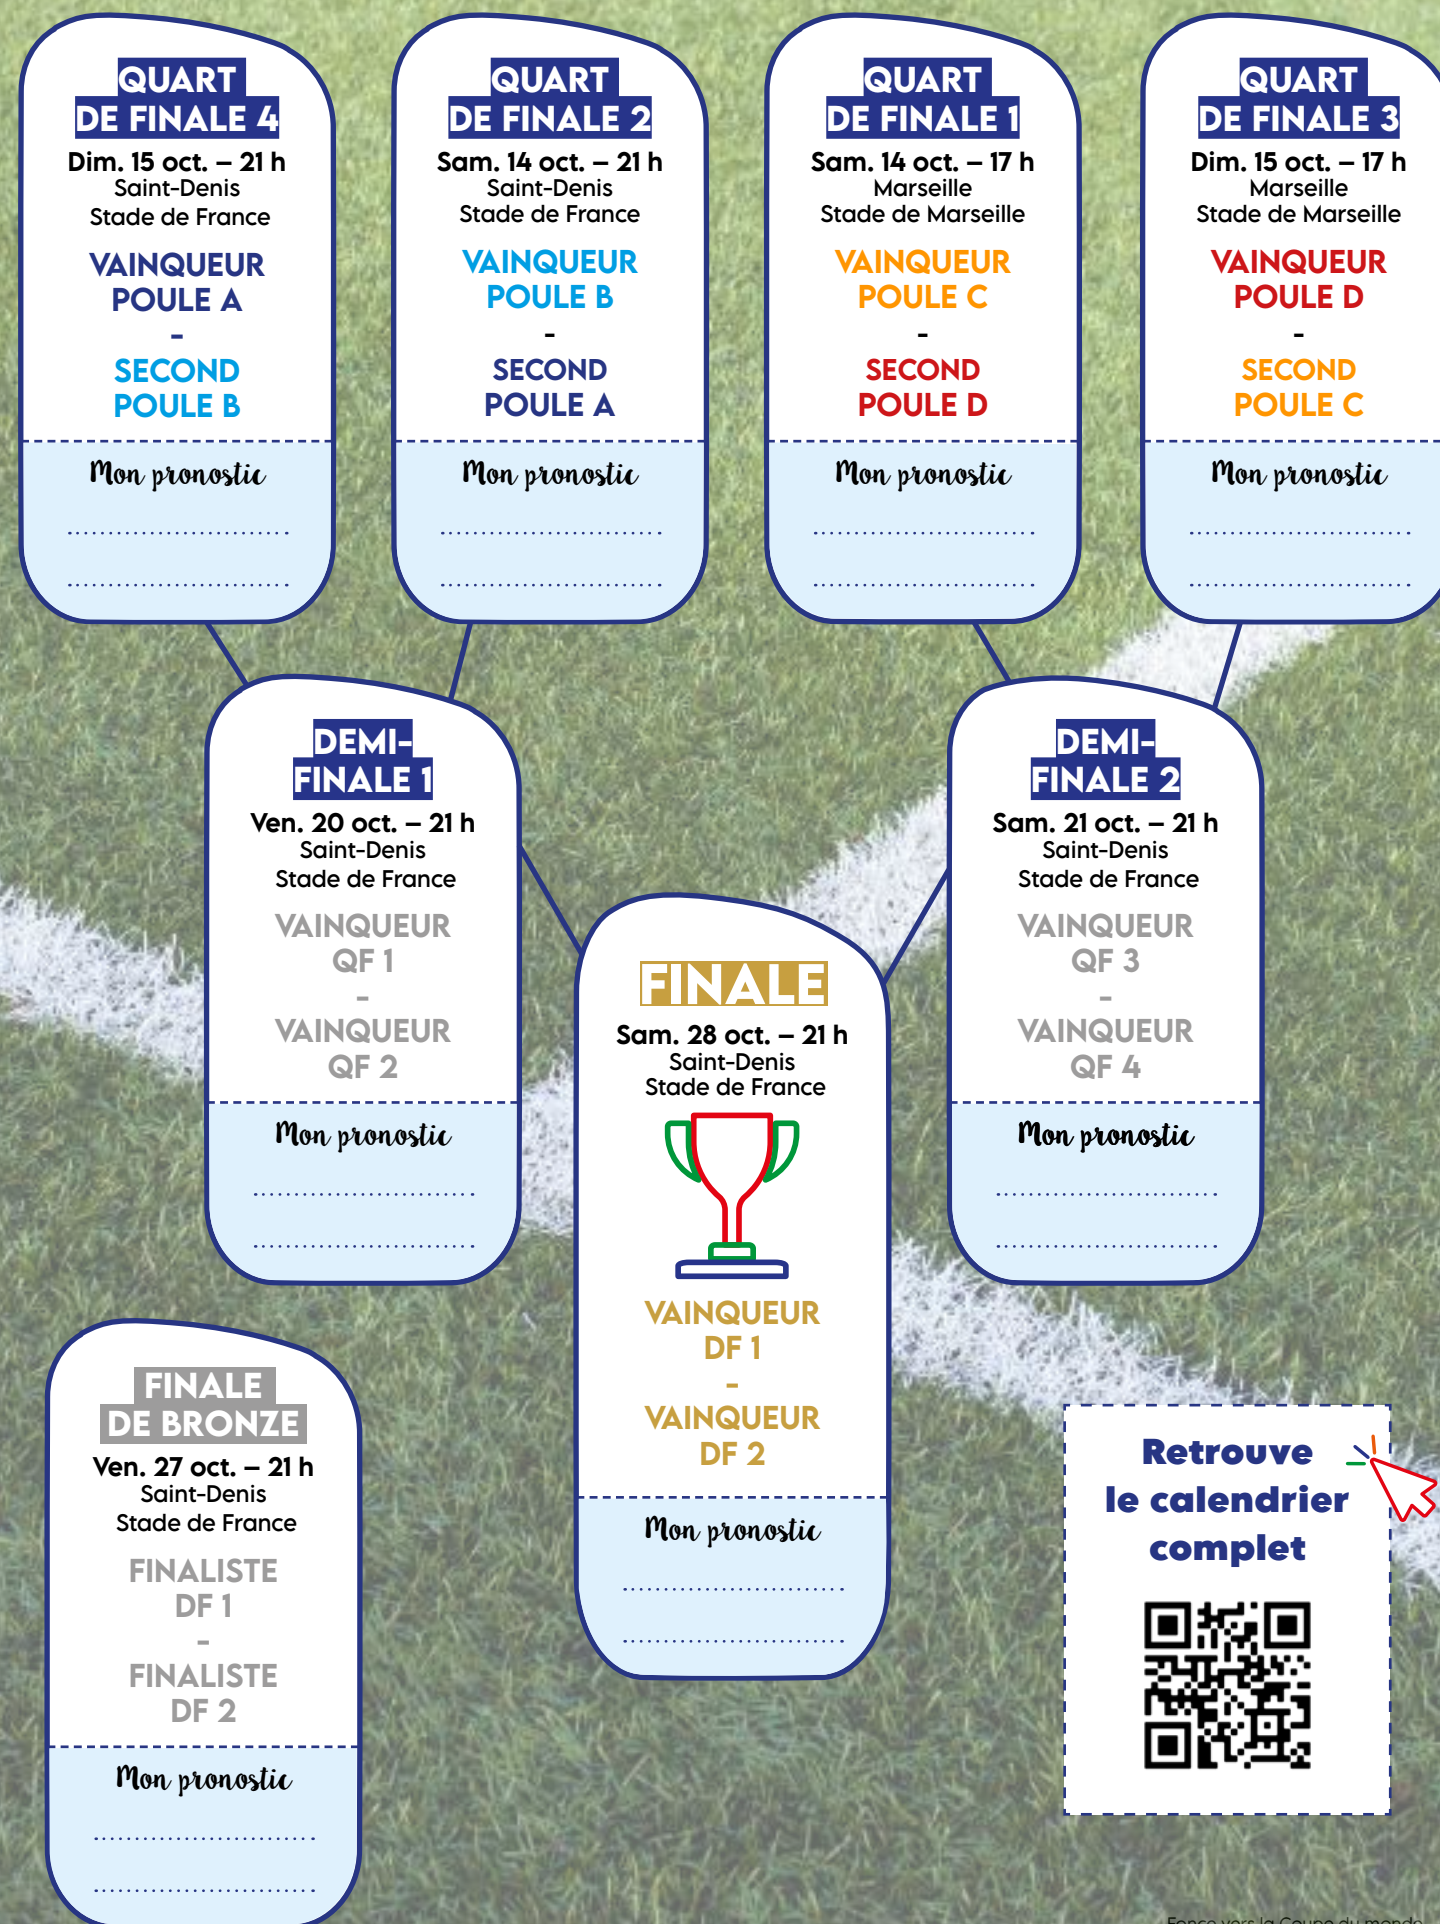 QUART
DE FINALE 4
Dim. 15 oct. – 21 h
Saint-Denis
Stade de France
VAINQUEUR
POULE A
-
SECOND
POULE B
Mon pronostic
QUART
DE FINALE 2
Sam. 14 oct. – 21 h
Saint-Denis
Stade de France
VAINQUEUR
POULE B
-
SECOND
POULE A
Mon pronostic
QUART
DE FINALE 1
Sam. 14 oct. – 17 h
Marseille
Stade de Marseille
VAINQUEUR
POULE C
-
SECOND
POULE D
Mon pronostic
QUART
DE FINALE 3
Dim. 15 oct. – 17 h
Marseille
Stade de Marseille
VAINQUEUR
POULE D
-
SECOND
POULE C
Mon pronostic
DEMI-
FINALE 1
Ven. 20 oct. – 21 h
Saint-Denis
Stade de France
VAINQUEUR
QF 1
-
VAINQUEUR
QF 2
Mon pronostic
DEMI-
FINALE 2
Sam. 21 oct. – 21 h
Saint-Denis
Stade de France
VAINQUEUR
QF 3
-
VAINQUEUR
QF 4
Mon pronostic
FINALE
Sam. 28 oct. – 21 h
Saint-Denis
Stade de France
VAINQUEUR
DF 1
-
VAINQUEUR
DF 2
Mon pronostic
FINALE
DE BRONZE
Ven. 27 oct. – 21 h
Saint-Denis
Stade de France
FINALISTE
DF 1
-
FINALISTE
DF 2
Mon pronostic
Retrouve
le calendrier
complet
Fonce vers la Coupe du monde